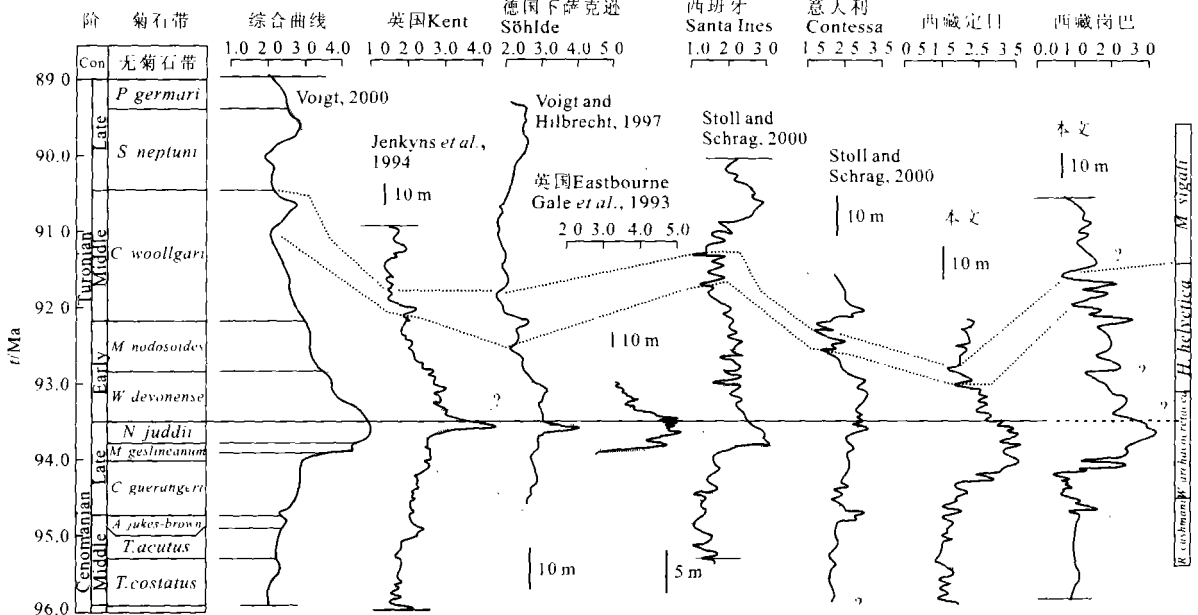 阶 菊石带 综合曲线 英国Kent 德国下萨克逊 西班牙 意大利 西藏定日 西藏岗巴
Söhlde Santa Ines Contessa
Con 无菊石带
1.0 2.0 3.0 4.0
1.0 2.0 3.0 4.0
2.0 3.0 4.0 5.0
1.0 2.0 3.0
1 5 2 5 3 5
0 5 1 5 2 5 3 5
0.0 1 0 2 0 3 0
89 0
90.0
91.0
92.0
93.0
94.0
95.0
96.0
t/Ma
Turonian
Late
Middle
Early
Cenomanian
Late
Middle
P germari
S neptuni
C woollgari
M nodosoides
W devonense
N juddii
M geslineanum
C guerangeri
A jukes-brown
T.acutus
T.costatus
Voigt, 2000
Jenkyns et al.,
1994
10 m
Voigt and
Hilbrecht, 1997
英国Eastbourne
Gale et al., 1993
2 0 3.0 4.0 5.0
10 m
10 m
5 m
Stoll and
Schrag, 2000
Stoll and
Schrag, 2000
10 m
本文
10 m
本文
10 m
?
?
?
?
?
M sigali
H helvetica
W archaeocretacea
R cushmani